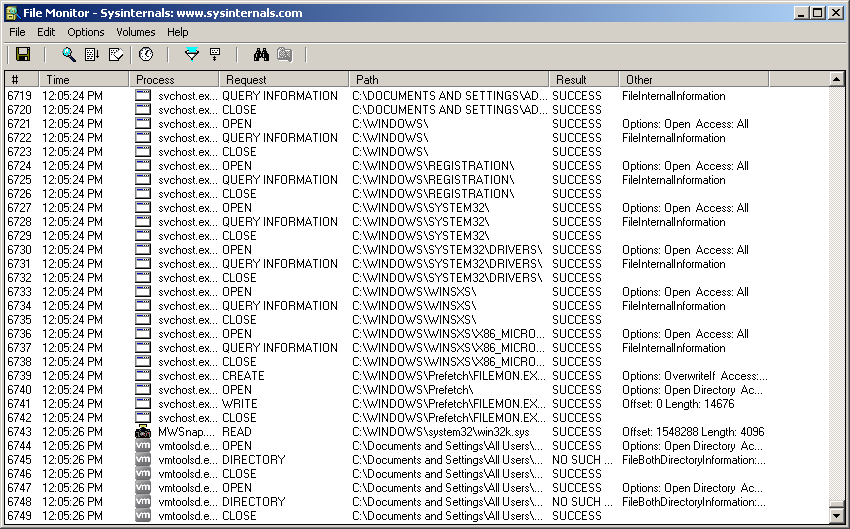 File Monitor - Sysinternals: www.sysinternals.com
File Edit Options Volumes Help
# Time Process Request Path Result Other
6719 12:05:24 PM svchost.ex... QUERY INFORMATION C:\DOCUMENTS AND SETTINGS\AD... SUCCESS FileInternalInformation
6720 12:05:24 PM svchost.ex... CLOSE C:\DOCUMENTS AND SETTINGS\AD... SUCCESS
6721 12:05:24 PM svchost.ex... OPEN C:\WINDOWS\ SUCCESS Options: Open Access: All
6722 12:05:24 PM svchost.ex... QUERY INFORMATION C:\WINDOWS\ SUCCESS FileInternalInformation
6723 12:05:24 PM svchost.ex... CLOSE C:\WINDOWS\ SUCCESS
6724 12:05:24 PM svchost.ex... OPEN C:\WINDOWS\REGISTRATION\ SUCCESS Options: Open Access: All
6725 12:05:24 PM svchost.ex... QUERY INFORMATION C:\WINDOWS\REGISTRATION\ SUCCESS FileInternalInformation
6726 12:05:24 PM svchost.ex... CLOSE C:\WINDOWS\REGISTRATION\ SUCCESS
6727 12:05:24 PM svchost.ex... OPEN C:\WINDOWS\SYSTEM32\ SUCCESS Options: Open Access: All
6728 12:05:24 PM svchost.ex... QUERY INFORMATION C:\WINDOWS\SYSTEM32\ SUCCESS FileInternalInformation
6729 12:05:24 PM svchost.ex... CLOSE C:\WINDOWS\SYSTEM32\ SUCCESS
6730 12:05:24 PM svchost.ex... OPEN C:\WINDOWS\SYSTEM32\DRIVERS\ SUCCESS Options: Open Access: All
6731 12:05:24 PM svchost.ex... QUERY INFORMATION C:\WINDOWS\SYSTEM32\DRIVERS\ SUCCESS FileInternalInformation
6732 12:05:24 PM svchost.ex... CLOSE C:\WINDOWS\SYSTEM32\DRIVERS\ SUCCESS
6733 12:05:24 PM svchost.ex... OPEN C:\WINDOWS\WINSXS\ SUCCESS Options: Open Access: All
6734 12:05:24 PM svchost.ex... QUERY INFORMATION C:\WINDOWS\WINSXS\ SUCCESS FileInternalInformation
6735 12:05:24 PM svchost.ex... CLOSE C:\WINDOWS\WINSXS\ SUCCESS
6736 12:05:24 PM svchost.ex... OPEN C:\WINDOWS\WINSXS\X86_MICRO... SUCCESS Options: Open Access: All
6737 12:05:24 PM svchost.ex... QUERY INFORMATION C:\WINDOWS\WINSXS\X86_MICRO... SUCCESS FileInternalInformation
6738 12:05:24 PM svchost.ex... CLOSE C:\WINDOWS\WINSXS\X86_MICRO... SUCCESS
6739 12:05:24 PM svchost.ex... CREATE C:\WINDOWS\Prefetch\FILEMON.EX... SUCCESS Options: OverwriteIf Access:...
6740 12:05:24 PM svchost.ex... OPEN C:\WINDOWS\Prefetch\ SUCCESS Options: Open Directory Ac...
6741 12:05:24 PM svchost.ex... WRITE C:\WINDOWS\Prefetch\FILEMON.EX... SUCCESS Offset: 0 Length: 14676
6742 12:05:24 PM svchost.ex... CLOSE C:\WINDOWS\Prefetch\FILEMON.EX... SUCCESS
6743 12:05:26 PM MWSnap.... READ C:\WINDOWS\system32\win32k.sys SUCCESS Offset: 1548288 Length: 4096
6744 12:05:26 PM vm vmtoolsd.e... OPEN C:\Documents and Settings\All Users\... SUCCESS Options: Open Directory Ac...
6745 12:05:26 PM vm vmtoolsd.e... DIRECTORY C:\Documents and Settings\All Users\... NO SUCH ... FileBothDirectoryInformation:...
6746 12:05:26 PM vm vmtoolsd.e... CLOSE C:\Documents and Settings\All Users\... SUCCESS
6747 12:05:26 PM vm vmtoolsd.e... OPEN C:\Documents and Settings\All Users\... SUCCESS Options: Open Directory Ac...
6748 12:05:26 PM vm vmtoolsd.e... DIRECTORY C:\Documents and Settings\All Users\... NO SUCH ... FileBothDirectoryInformation:...
6749 12:05:26 PM vm vmtoolsd.e... CLOSE C:\Documents and Settings\All Users\... SUCCESS